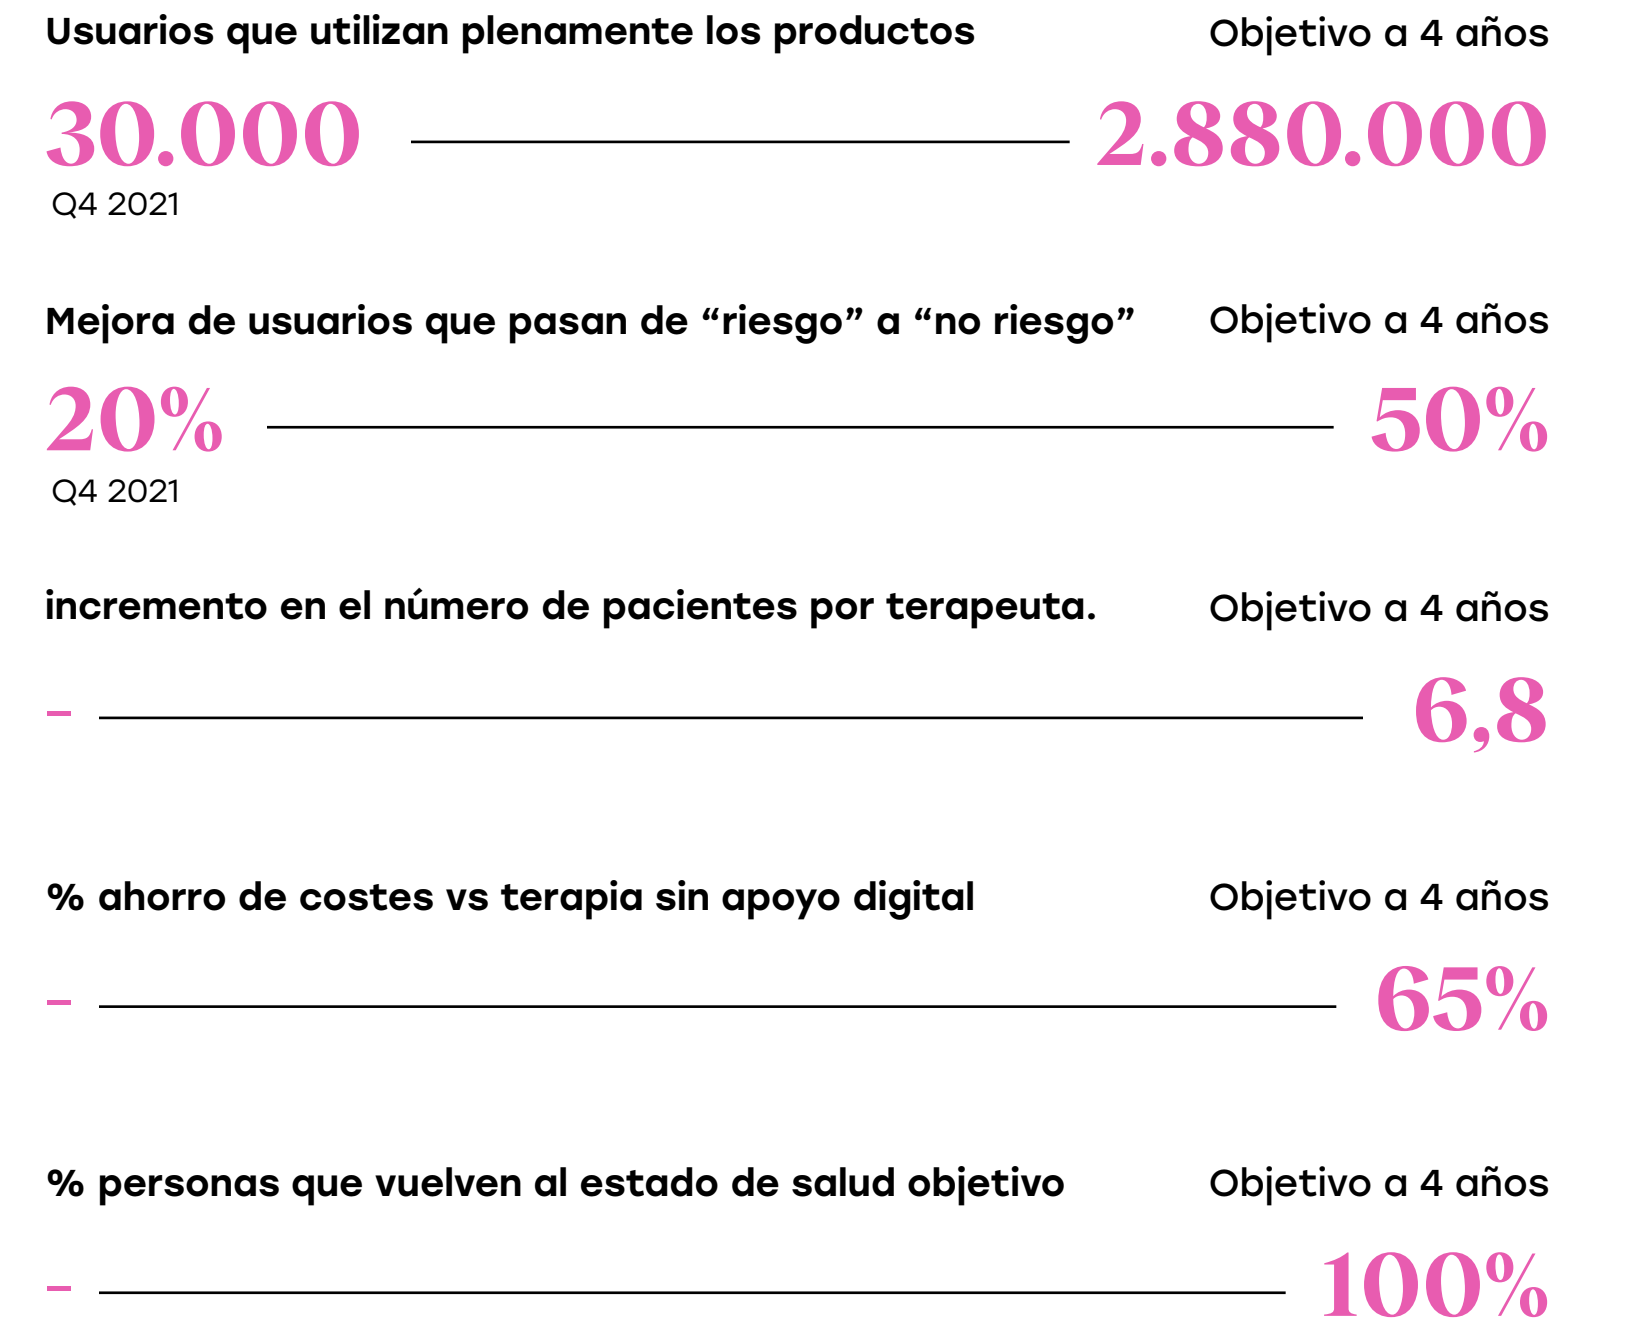 Usuarios que utilizan plenamente los productos Objetivo a 4 años
30.000 2.880.000
Q4 2021
Mejora de usuarios que pasan de “riesgo” a “no riesgo” Objetivo a 4 años
20% 50%
Q4 2021
incremento en el número de pacientes por terapeuta. Objetivo a 4 años
– 6,8
% ahorro de costes vs terapia sin apoyo digital Objetivo a 4 años
– 65%
% personas que vuelven al estado de salud objetivo Objetivo a 4 años
– 100%